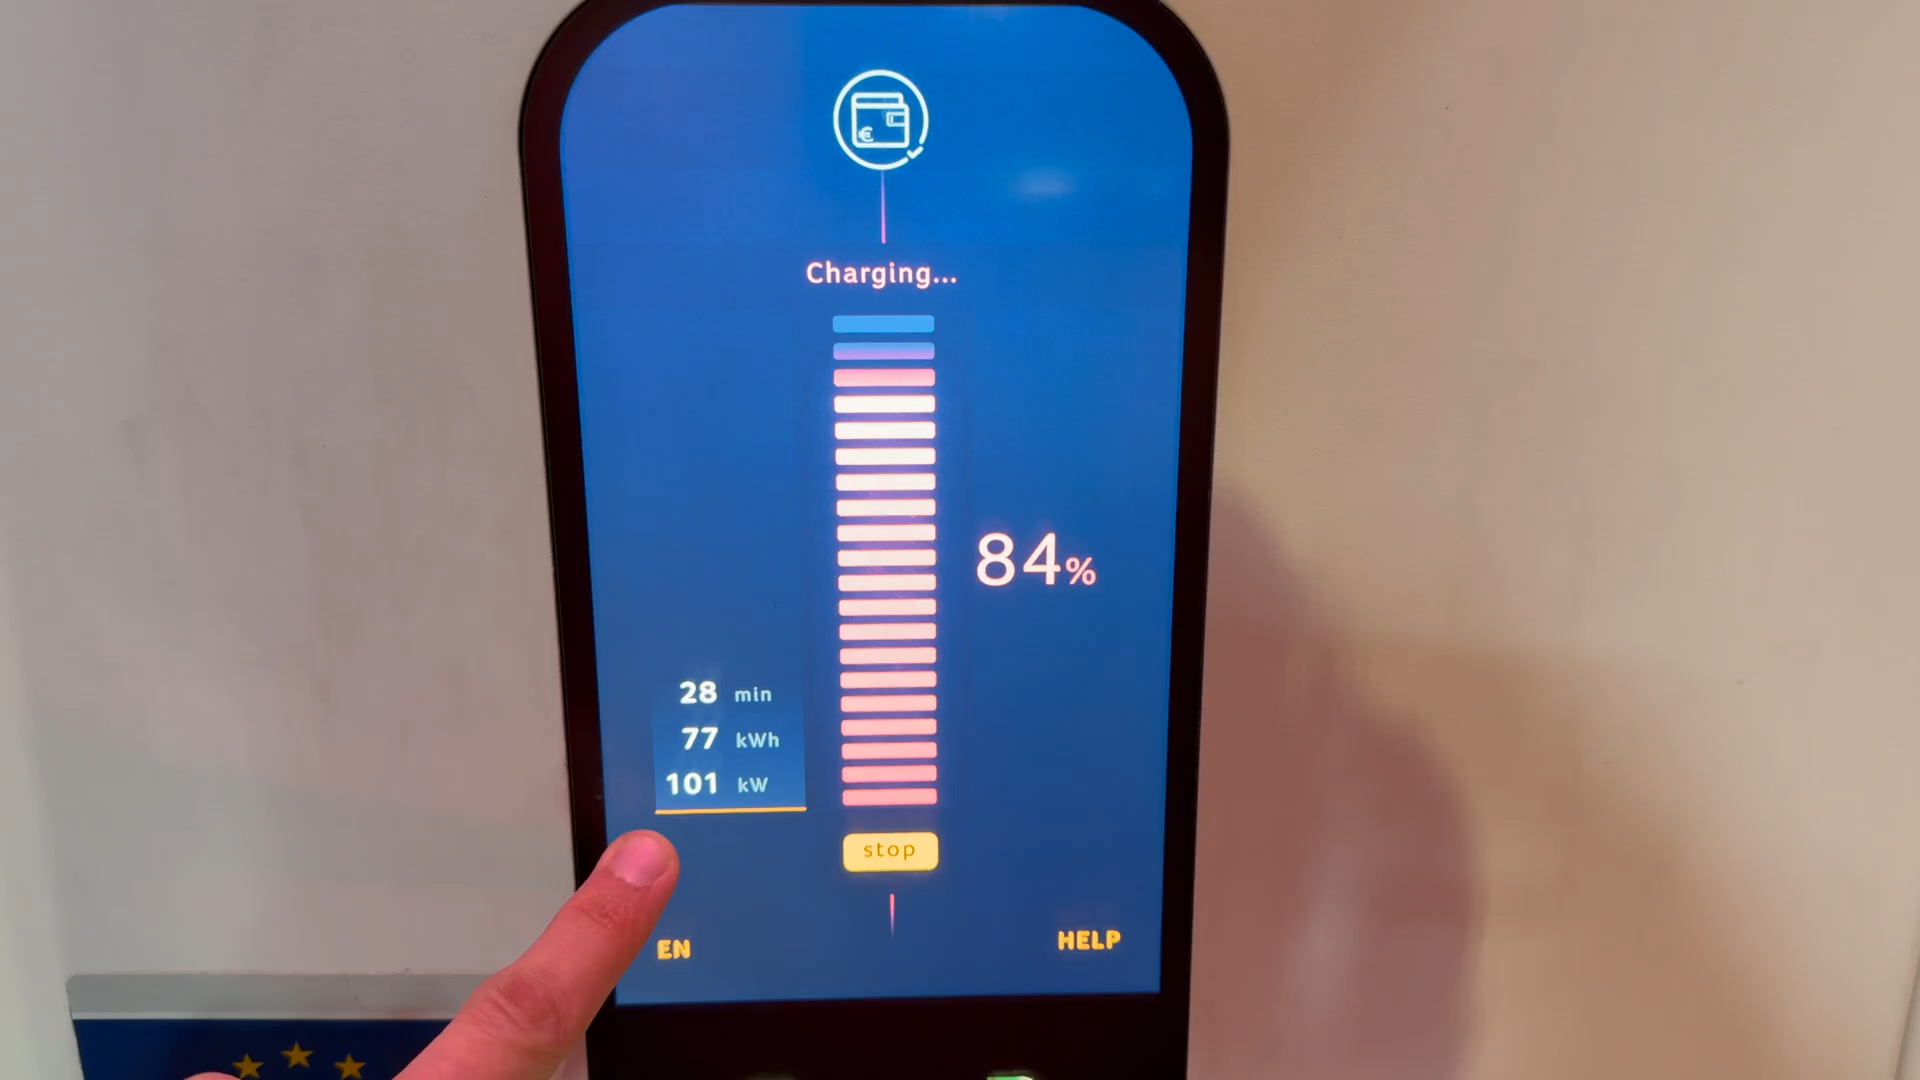 €
Charging...
84%
28 min
77 kWh
101 kW
stop
EN
HELP